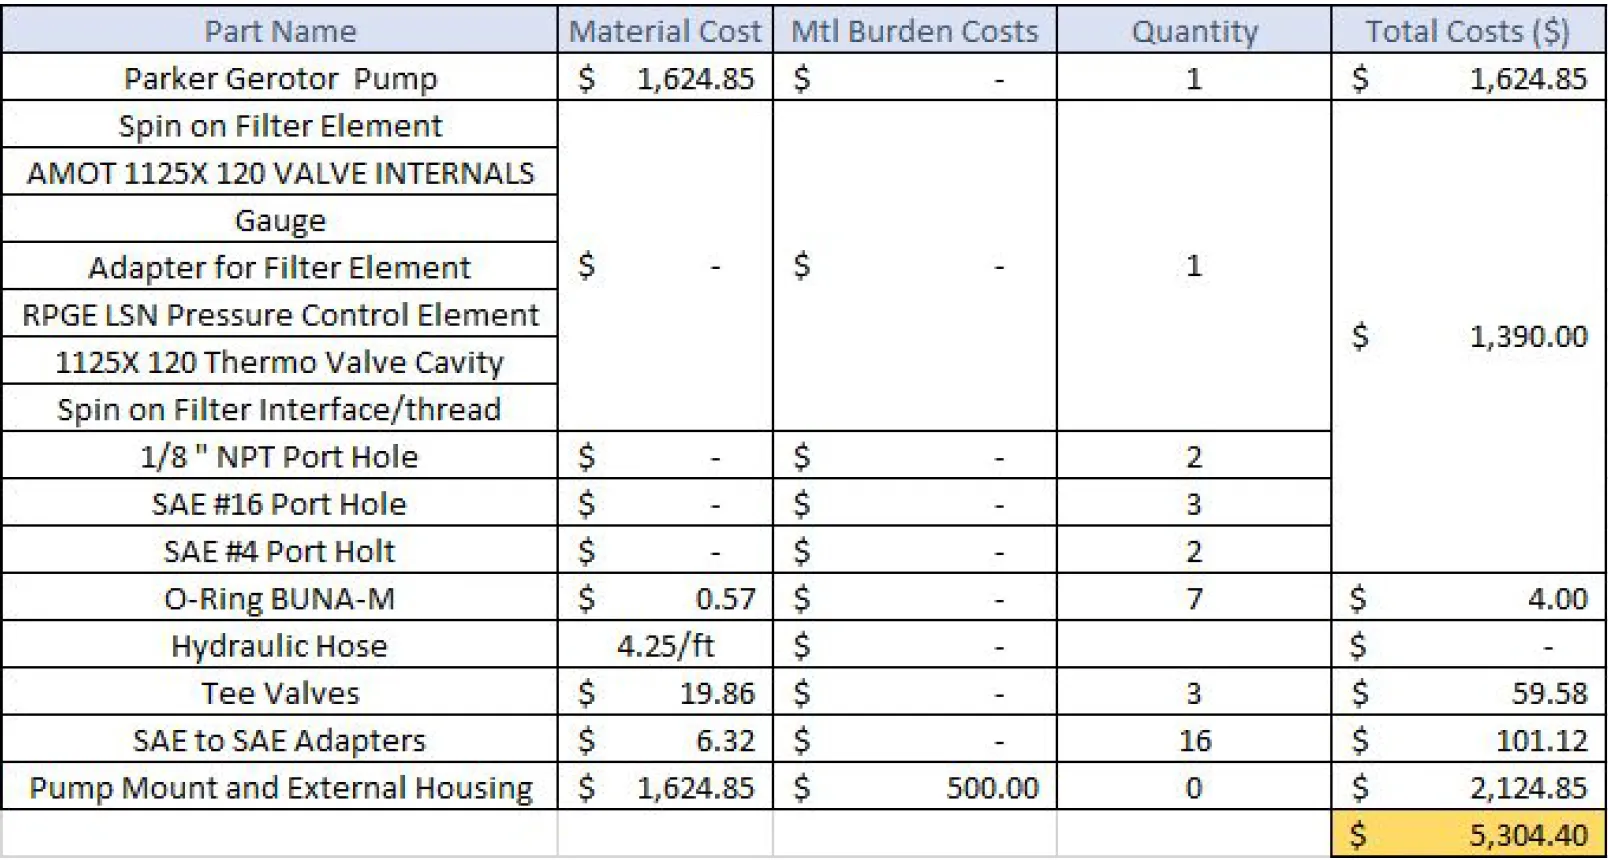 Part Name Material Cost Mtl Burden Costs Quantity Total Costs ($)
Parker Gerotor Pump $ 1,624.85 $ - 1 $ 1,624.85
Spin on Filter Element
AMOT 1125X 120 VALVE INTERNALS
Gauge
Adapter for Filter Element $ - $ - 1
RPGE LSN Pressure Control Element
$ 1,390.00
1125X 120 Thermo Valve Cavity
Spin on Filter Interface/thread
1/8 " NPT Port Hole $ - $ - 2
SAE #16 Port Hole $ - $ - 3
SAE #4 Port Holt $ - $ - 2
O-Ring BUNA-M $ 0.57 $ - 7 $ 4.00
Hydraulic Hose 4.25/ft $ - $ -
Tee Valves $ 19.86 $ - 3 $ 59.58
SAE to SAE Adapters $ 6.32 $ - 16 $ 101.12
Pump Mount and External Housing $ 1,624.85 $ 500.00 0 $ 2,124.85
$ 5,304.40